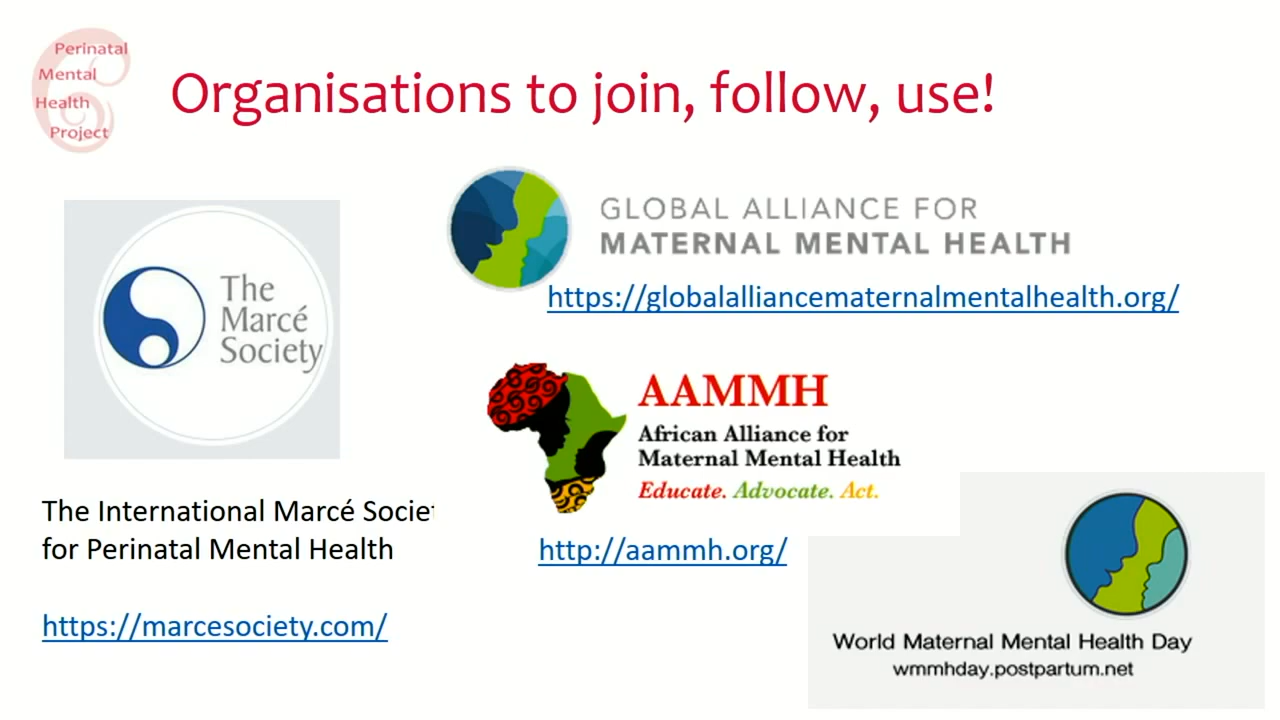 Perinatal
Mental
Health
Project
Organisations to join, follow, use!
The
Marcé
Society
The International Marcé Societ
for Perinatal Mental Health
https://marcesociety.com/
GLOBAL ALLIANCE FOR
MATERNAL MENTAL HEALTH
https://globalalliancematernalmentalhealth.org/
AAMMH
African Alliance for
Maternal Mental Health
Educate. Advocate. Act.
http://aammh.org/
World Maternal Mental Health Day
wmmhday.postpartum.net